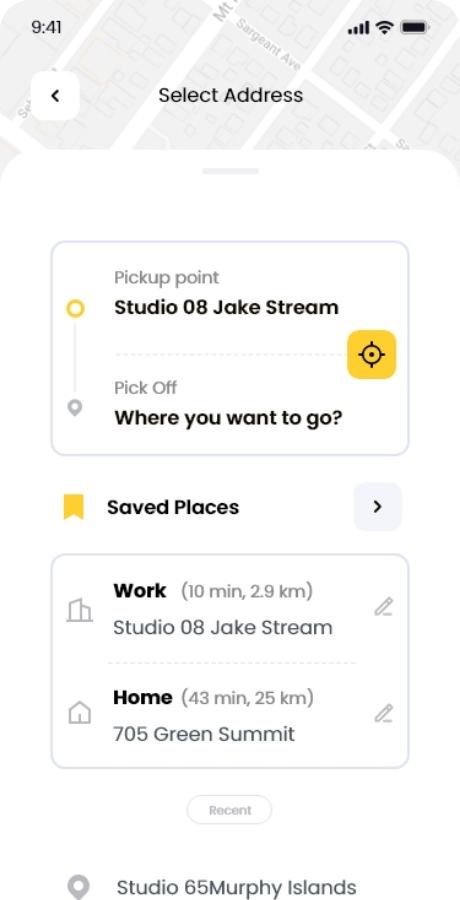 9:41
Mt
Sargeant Ave
Select Address
Pickup point
Studio 08 Jake Stream
Pick Off
Where you want to go?
Saved Places
Work (10 min, 2.9 km)
Studio 08 Jake Stream
Home (43 min, 25 km)
705 Green Summit
Recent
Studio 65Murphy Islands